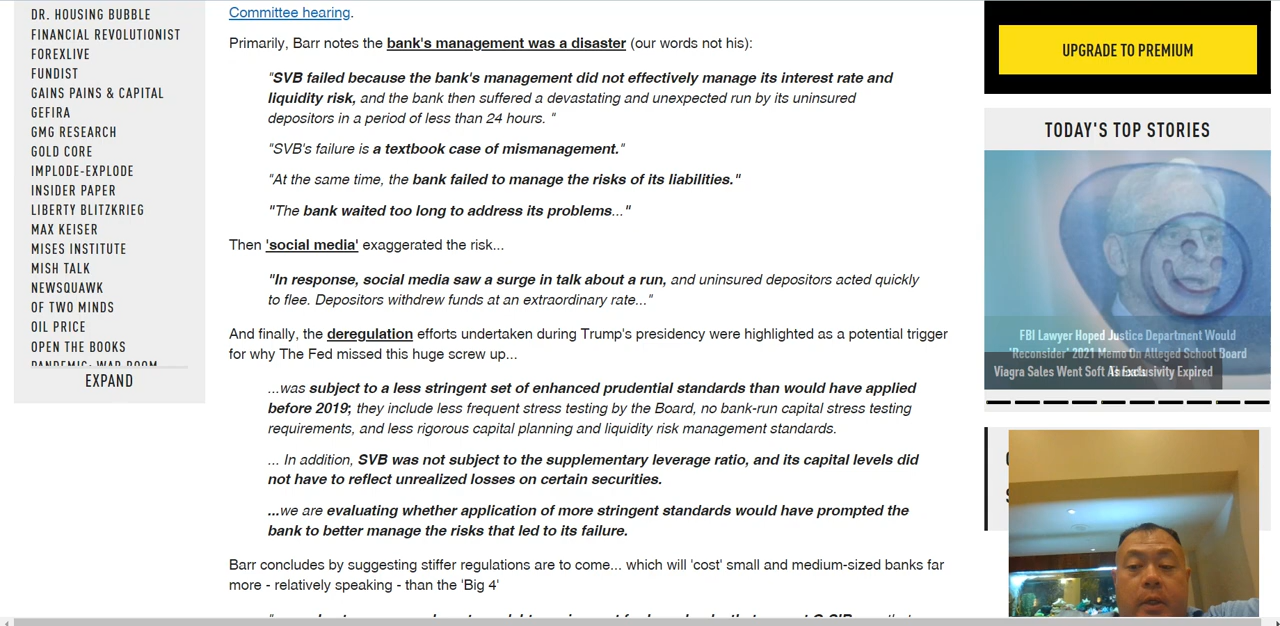 DR. HOUSING BUBBLE
FINANCIAL REVOLUTIONIST
FOREXLIVE
FUNDIST
GAINS PAINS & CAPITAL
GEFIRA
GMG RESEARCH
GOLD CORE
IMPLODE-EXPLODE
INSIDER PAPER
LIBERTY BLITZKRIEG
MAX KEISER
MISES INSTITUTE
MISH TALK
NEWSQUAWK
OF TWO MINDS
OIL PRICE
OPEN THE BOOKS
PANDEMIC: WAR ROOM
EXPAND
Committee hearing.
Primarily, Barr notes the bank's management was a disaster (our words not his):
"SVB failed because the bank's management did not effectively manage its interest rate and
liquidity risk, and the bank then suffered a devastating and unexpected run by its uninsured
depositors in a period of less than 24 hours. "
"SVB's failure is a textbook case of mismanagement."
"At the same time, the bank failed to manage the risks of its liabilities."
"The bank waited too long to address its problems..."
Then 'social media' exaggerated the risk...
"In response, social media saw a surge in talk about a run, and uninsured depositors acted quickly
to flee. Depositors withdrew funds at an extraordinary rate..."
And finally, the deregulation efforts undertaken during Trump's presidency were highlighted as a potential trigger
for why The Fed missed this huge screw up...
...was subject to a less stringent set of enhanced prudential standards than would have applied
before 2019; they include less frequent stress testing by the Board, no bank-run capital stress testing
requirements, and less rigorous capital planning and liquidity risk management standards.
... In addition, SVB was not subject to the supplementary leverage ratio, and its capital levels did
not have to reflect unrealized losses on certain securities.
...we are evaluating whether application of more stringent standards would have prompted the
bank to better manage the risks that led to its failure.
Barr concludes by suggesting stiffer regulations are to come... which will 'cost' small and medium-sized banks far
more - relatively speaking - than the 'Big 4'
UPGRADE TO PREMIUM
TODAY'S TOP STORIES
FBI Lawyer Hoped Justice Department Would
'Reconsider' 2021 Memo On Alleged School Board
Viagra Sales Went Soft As Exclusivity Expired